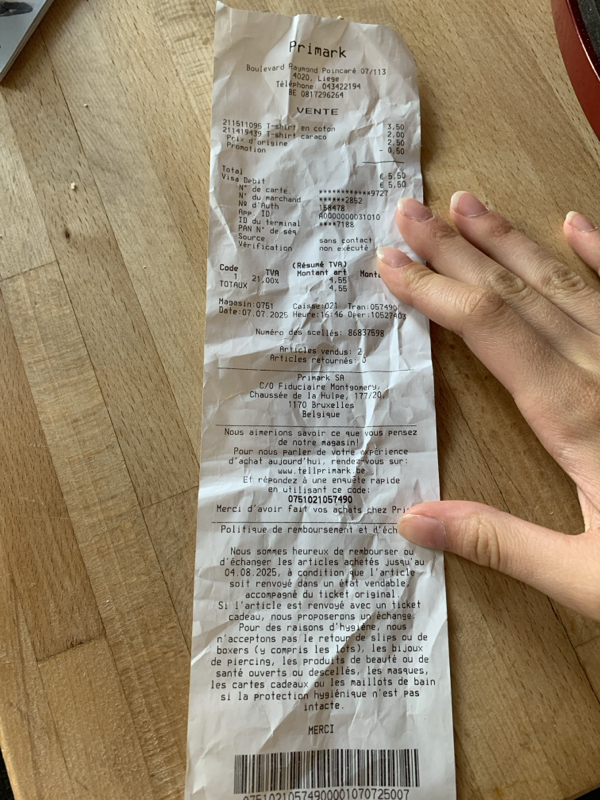 Primark
Boulevard Raymond Poincaré 07/113
4020, Liege
Téléphone 043422194
BE 0817296264
VENTE
211511095 T-shirt en coton 3,50
211419439 T-shirt caraco 2,00
Prix d'origine 2,50
Promotion - 0,50
Total € 5,50
Visa Debit € 5,50
N° de carte ************9727
N° du marchand ******2852
N° d'Auth 158478
App ID A0000000031010
ID du terminal ****7188
PAN N° de séq
Source sans contact
Vérification non exécuté
(Résumé TVA)
Code TVA Montant art Mont
1 21,00% 4,55
TOTAUX 4,55
Magasin:0751 Caisse:021 Tran:057490
Date:07.07.2025 Heure:16:46 Oper:10527403
Numéro des scellés: 86837598
Articles vendus: 2
Articles retournés: 0
Primark SA
C/O Fiduciaire Montgomery,
Chaussée de la Hulpe, 177/20,
1170 Bruxelles
Belgique
Nous aimerions savoir ce que vous pensez
de notre magasin!
Pour nous parler de votre expérience
d'achat aujourd'hui, rendez-vous sur:
www.tellprimark.be
Et répondez à une enquête rapide
en utilisant ce code:
0751021057490
Merci d'avoir fait vos achats chez Pri
Politique de remboursement et d'éch
Nous sommes heureux de rembourser ou
d'échanger les articles achetés jusqu'au
04.08.2025, à condition que l'article
soit renvoyé dans un état vendable,
accompagné du ticket original.
Si l'article est renvoyé avec un ticket
cadeau, nous proposerons un échange.
Pour des raisons d'hygiène, nous
n'acceptons pas le retour de slips ou de
boxers (y compris les lots), les bijoux
de piercing, les produits de beauté ou de
santé ouverts ou descellés, les masques,
les cartes cadeaux ou les maillots de bain
si la protection hygiénique n'est pas
intacte.
MERCI
07510210574900001070725007